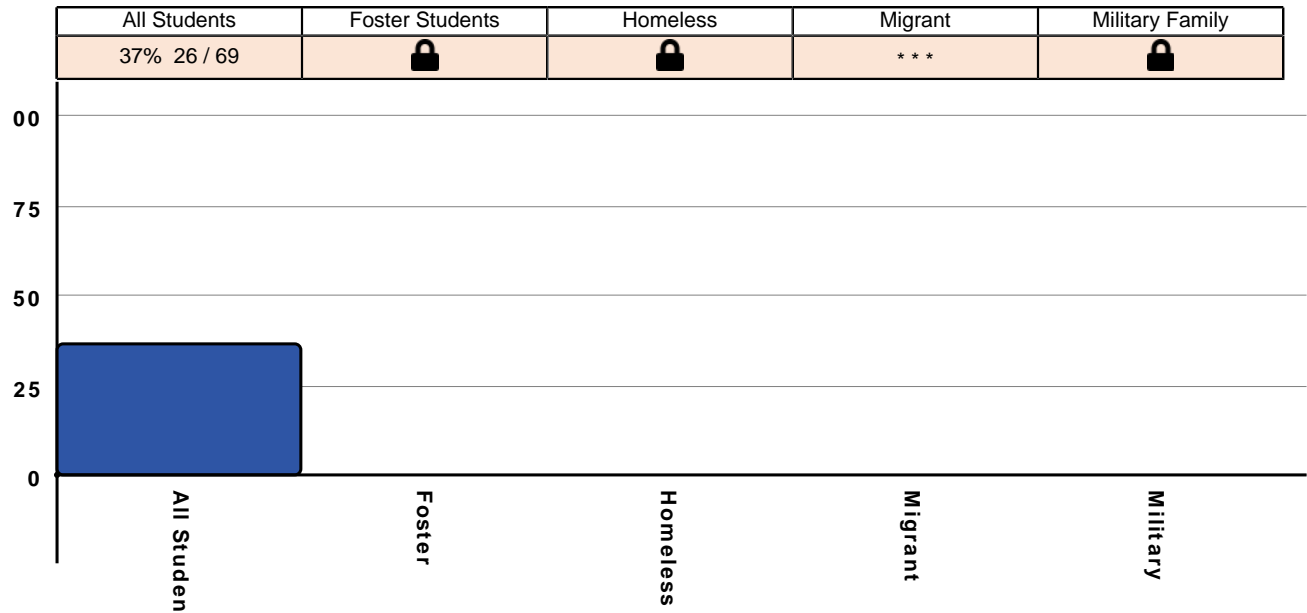 All Students Foster Students Homeless Migrant Military Family
37% 26 / 69 * * *
00
75
50
25
0
All Studen
Foster
Homeless
Migrant
Military